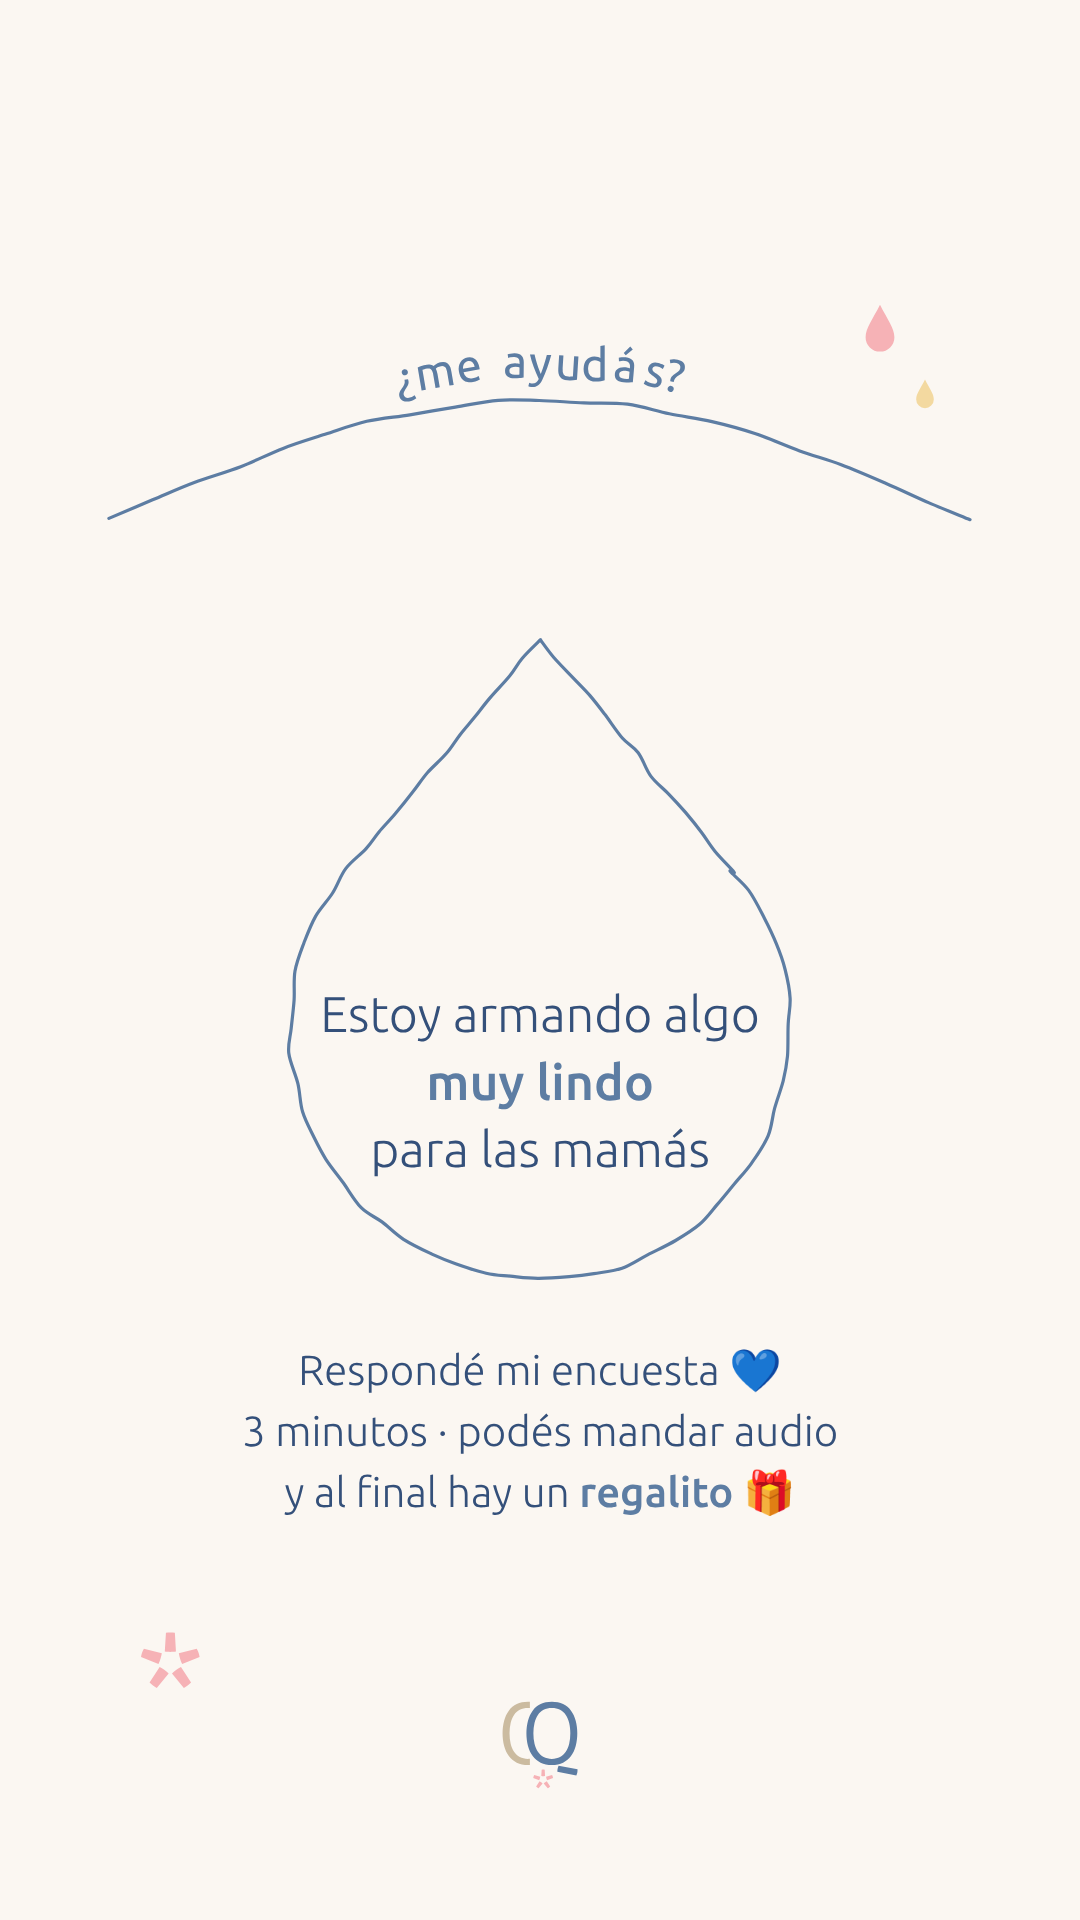 ¿me ayudás?
Estoy armando algo
muy lindo
para las mamás
Respondé mi encuesta 💙
3 minutos · podés mandar audio
y al final hay un regalito 🎁
CQ